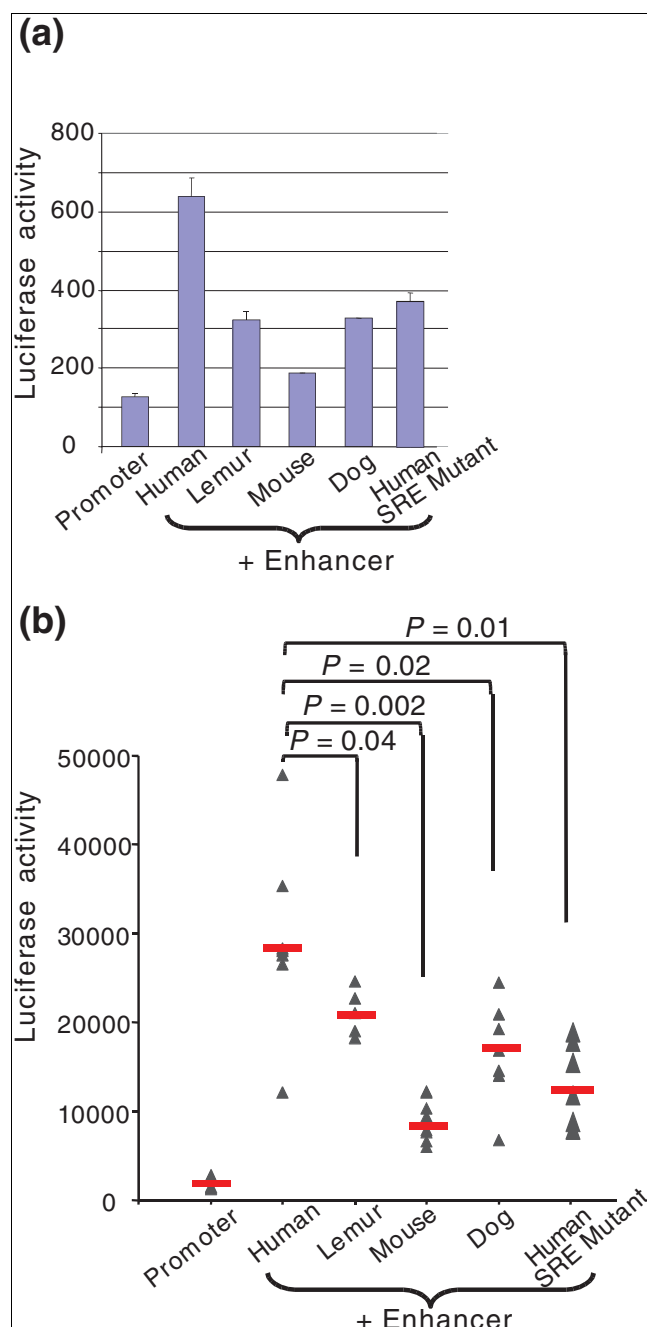 (a)
Luciferase activity
800
600
400
200
0
Promoter
Human
Lemur
Mouse
Dog
Human
SRE Mutant
+ Enhancer
(b)
P = 0.01
P = 0.02
P = 0.002
P = 0.04
Luciferase activity
50000
40000
30000
20000
10000
0
Promoter
Human
Lemur
Mouse
Dog
Human
SRE Mutant
+ Enhancer